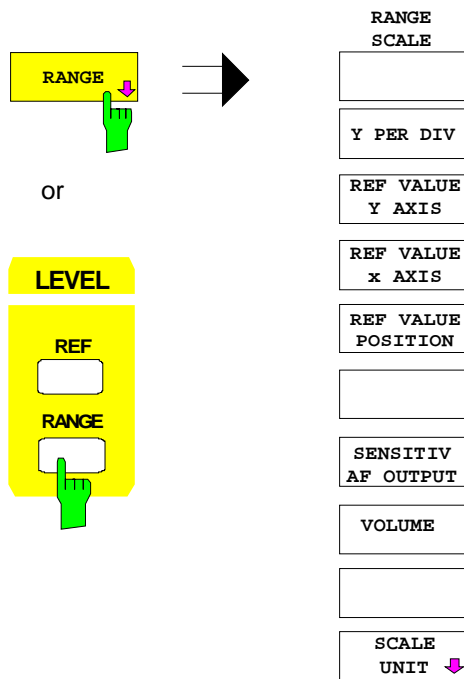 RANGE
or
LEVEL
REF
RANGE
RANGE
SCALE
Y PER DIV
REF VALUE
Y AXIS
REF VALUE
x AXIS
REF VALUE
POSITION
SENSITIV
AF OUTPUT
VOLUME
SCALE
UNIT